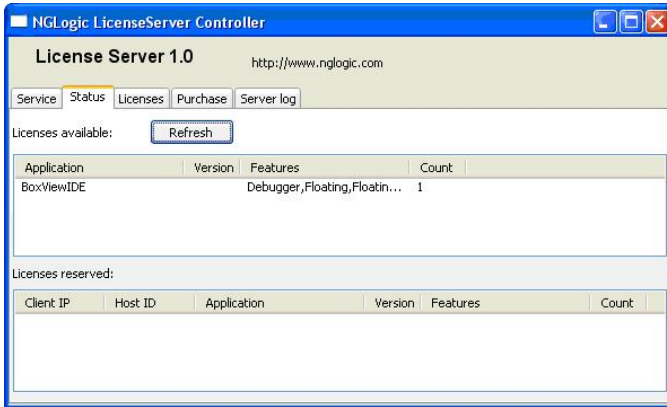 NGLogic LicenseServer Controller
License Server 1.0 http://www.nglogic.com
Service Status Licenses Purchase Server log
Licenses available: Refresh
Application Version Features Count
BoxViewIDE Debugger,Floating,Floatin... 1
Licenses reserved:
Client IP Host ID Application Version Features Count